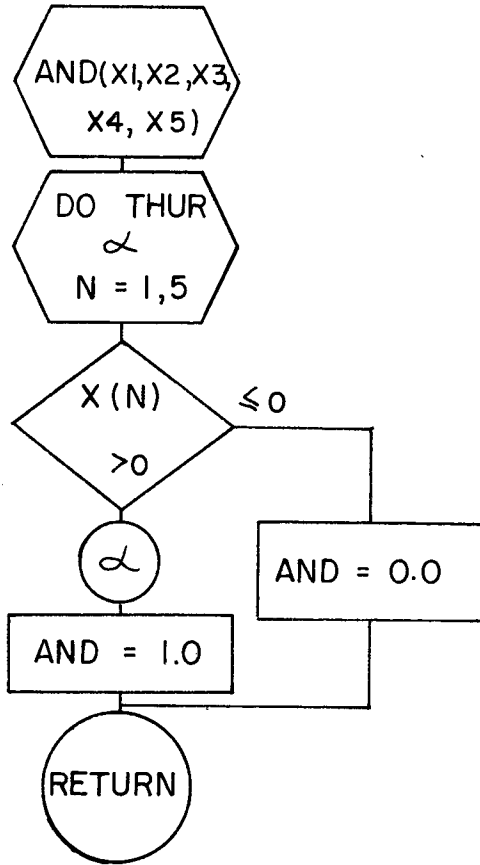 AND(X1,X2,X3,
X4, X5)
DO THUR
α
N = 1,5
X(N)
≤0
>0
α
AND = 0.0
AND = 1.0
RETURN